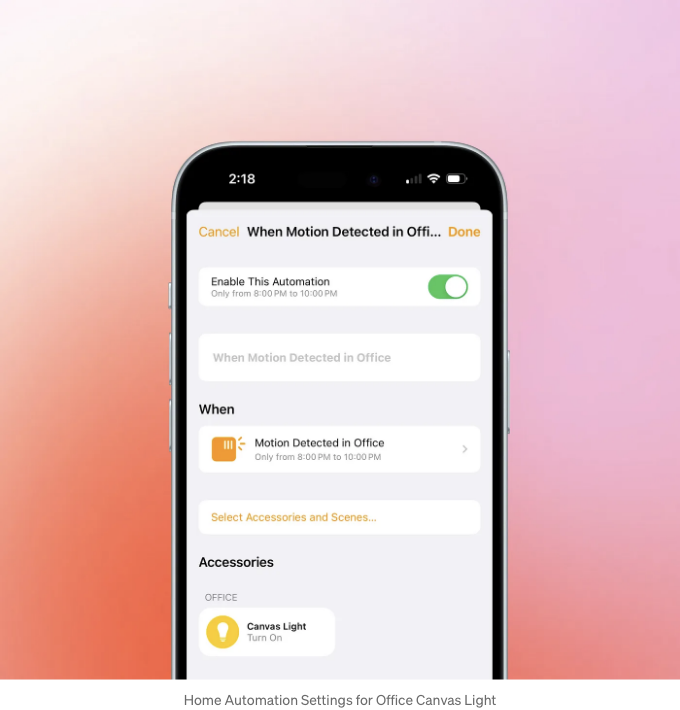 2:18
Cancel When Motion Detected in Offi... Done
Enable This Automation
Only from 8:00 PM to 10:00 PM
When Motion Detected in Office
When
Motion Detected in Office
Only from 8:00 PM to 10:00 PM
Select Accessories and Scenes...
Accessories
OFFICE
Canvas Light
Turn On
Home Automation Settings for Office Canvas Light